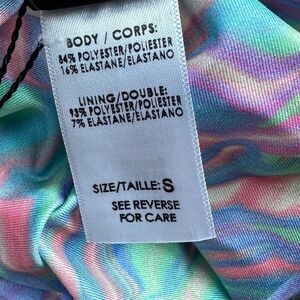 BODY / CORPS:
84% POLYESTER/POLIESTER
16% ELASTANE/ELASTANO
LINING/DOUBLE:
93% POLYESTER/POLIESTER
7% ELASTANE/ELASTANO
SIZE/TAILLE: S
SEE REVERSE
FOR CARE